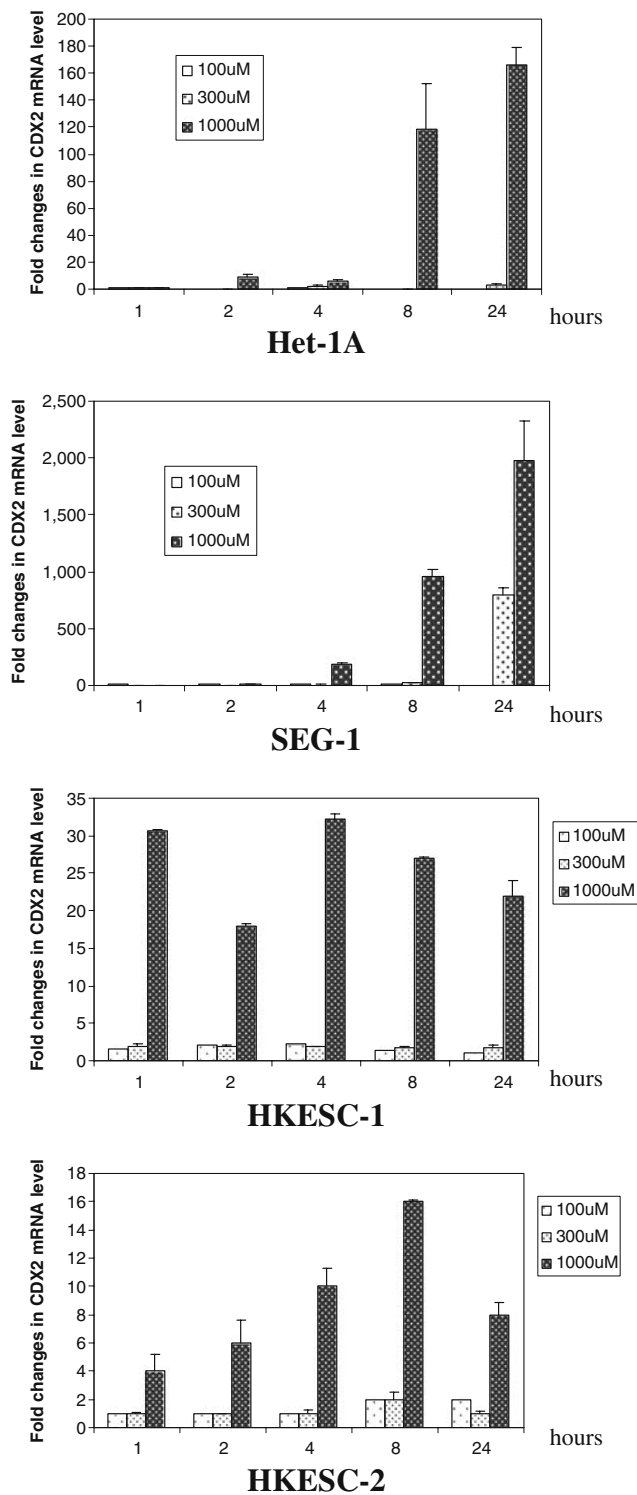 Fold changes in CDX2 mRNA level
200
180
160
140
120
100
80
60
40
20
0
100uM
300uM
1000uM
1 2 4 8 24 hours
Het-1A
Fold changes in CDX2 mRNA level
2,500
2,000
1,500
1,000
500
0
100uM
300uM
1000uM
1 2 4 8 24 hours
SEG-1
Fold changes in CDX2 mRNA level
35
30
25
20
15
10
5
0
100uM
300uM
1000uM
1 2 4 8 24 hours
HKESC-1
Fold changes in CDX2 mRNA level
18
16
14
12
10
8
6
4
2
0
100uM
300uM
1000uM
1 2 4 8 24 hours
HKESC-2